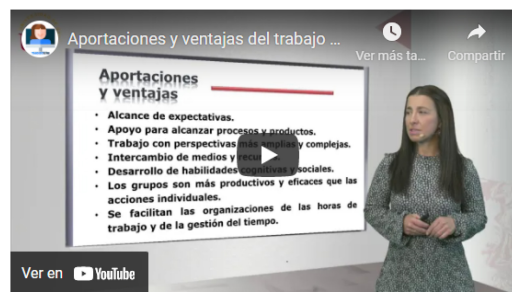 Aportaciones y ventajas del trabajo ...
Ver más ta...
Compartir
Aportaciones
y ventajas
• Alcance de expectativas.
• Apoyo para alcanzar procesos y productos.
• Trabajo con perspectivas más amplias y complejas.
• Intercambio de medios y recu
• Desarrollo de habilidades cognitivas y sociales.
• Los grupos son más productivos y eficaces que las
acciones individuales.
• Se facilitan las organizaciones de las horas de
trabajo y de la gestión del tiempo.
Ver en YouTube